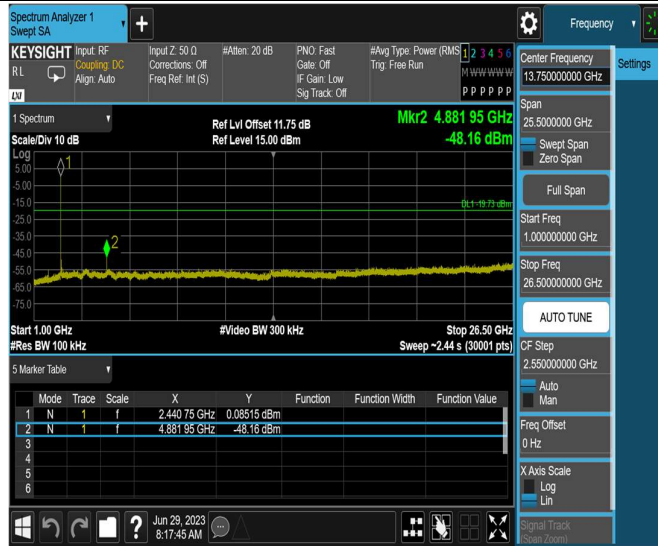 Spectrum Analyzer 1
Swept SA
Frequency
KEYSIGHT
RL
LXI
Input: RF
Coupling: DC
Align: Auto
Input Z: 50 Ω
Corrections: Off
Freq Ref: Int (S)
#Atten: 20 dB
PNO: Fast
Gate: Off
IF Gain: Low
Sig Track: Off
#Avg Type: Power (RMS
Trig: Free Run
1 2 3 4 5 6
M W W W W W
P P P P P P
Center Frequency
13.750000000 GHz
Settings
Span
25.5000000 GHz
Swept Span
Zero Span
Full Span
Start Freq
1.000000000 GHz
Stop Freq
26.500000000 GHz
AUTO TUNE
CF Step
2.550000000 GHz
Auto
Man
Freq Offset
0 Hz
X Axis Scale
Log
Lin
Signal Track
(Span Zoom)
1 Spectrum
Scale/Div 10 dB
Ref Lvl Offset 11.75 dB
Ref Level 15.00 dBm
Mkr2 4.881 95 GHz
-48.16 dBm
Log
5.00
-5.00
-15.0
-25.0
-35.0
-45.0
-55.0
-65.0
-75.0
1
2
DL1 -19.73 dBm
Start 1.00 GHz
#Res BW 100 kHz
#Video BW 300 kHz
Stop 26.50 GHz
Sweep ~2.44 s (30001 pts)
5 Marker Table
Mode Trace Scale X Y Function Function Width Function Value
1 N 1 f 2.440 75 GHz 0.08515 dBm
2 N 1 f 4.881 95 GHz -48.16 dBm
3
4
5
6
?
Jun 29, 2023
8:17:45 AM